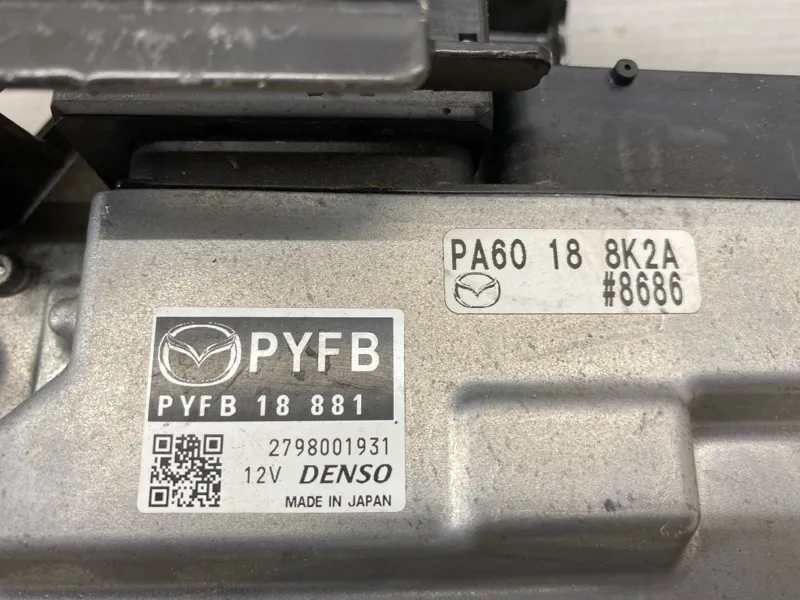 PA60 18 8K2A
#8686
PYFB
PYFB 18 881
2798001931
12V DENSO
MADE IN JAPAN